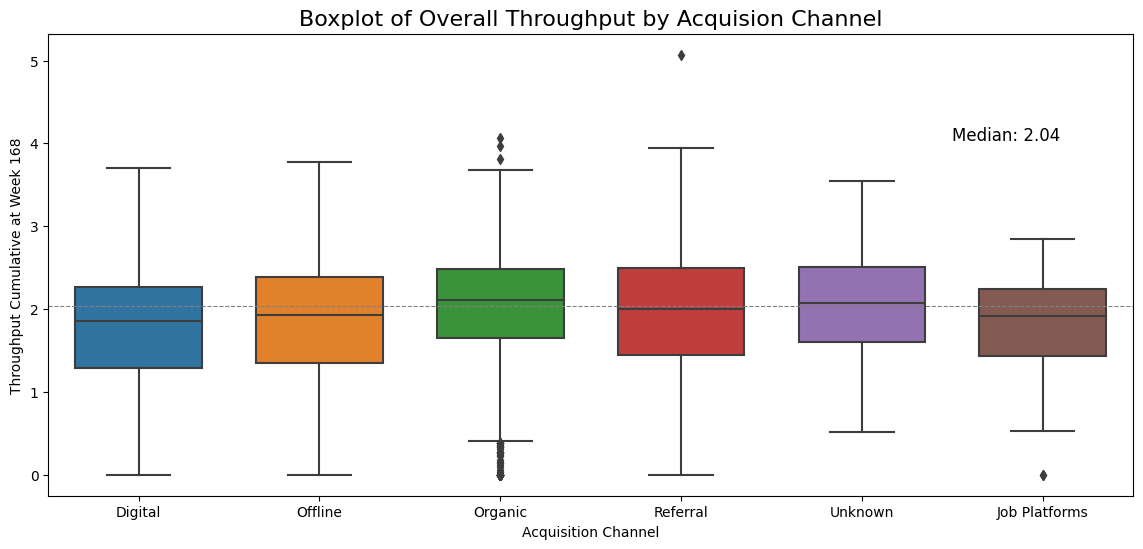 Boxplot of Overall Throughput by Acquision Channel
Throughput Cumulative at Week 168
5
4
3
2
1
0
Median: 2.04
Digital Offline Organic Referral Unknown Job Platforms
Acquisition Channel